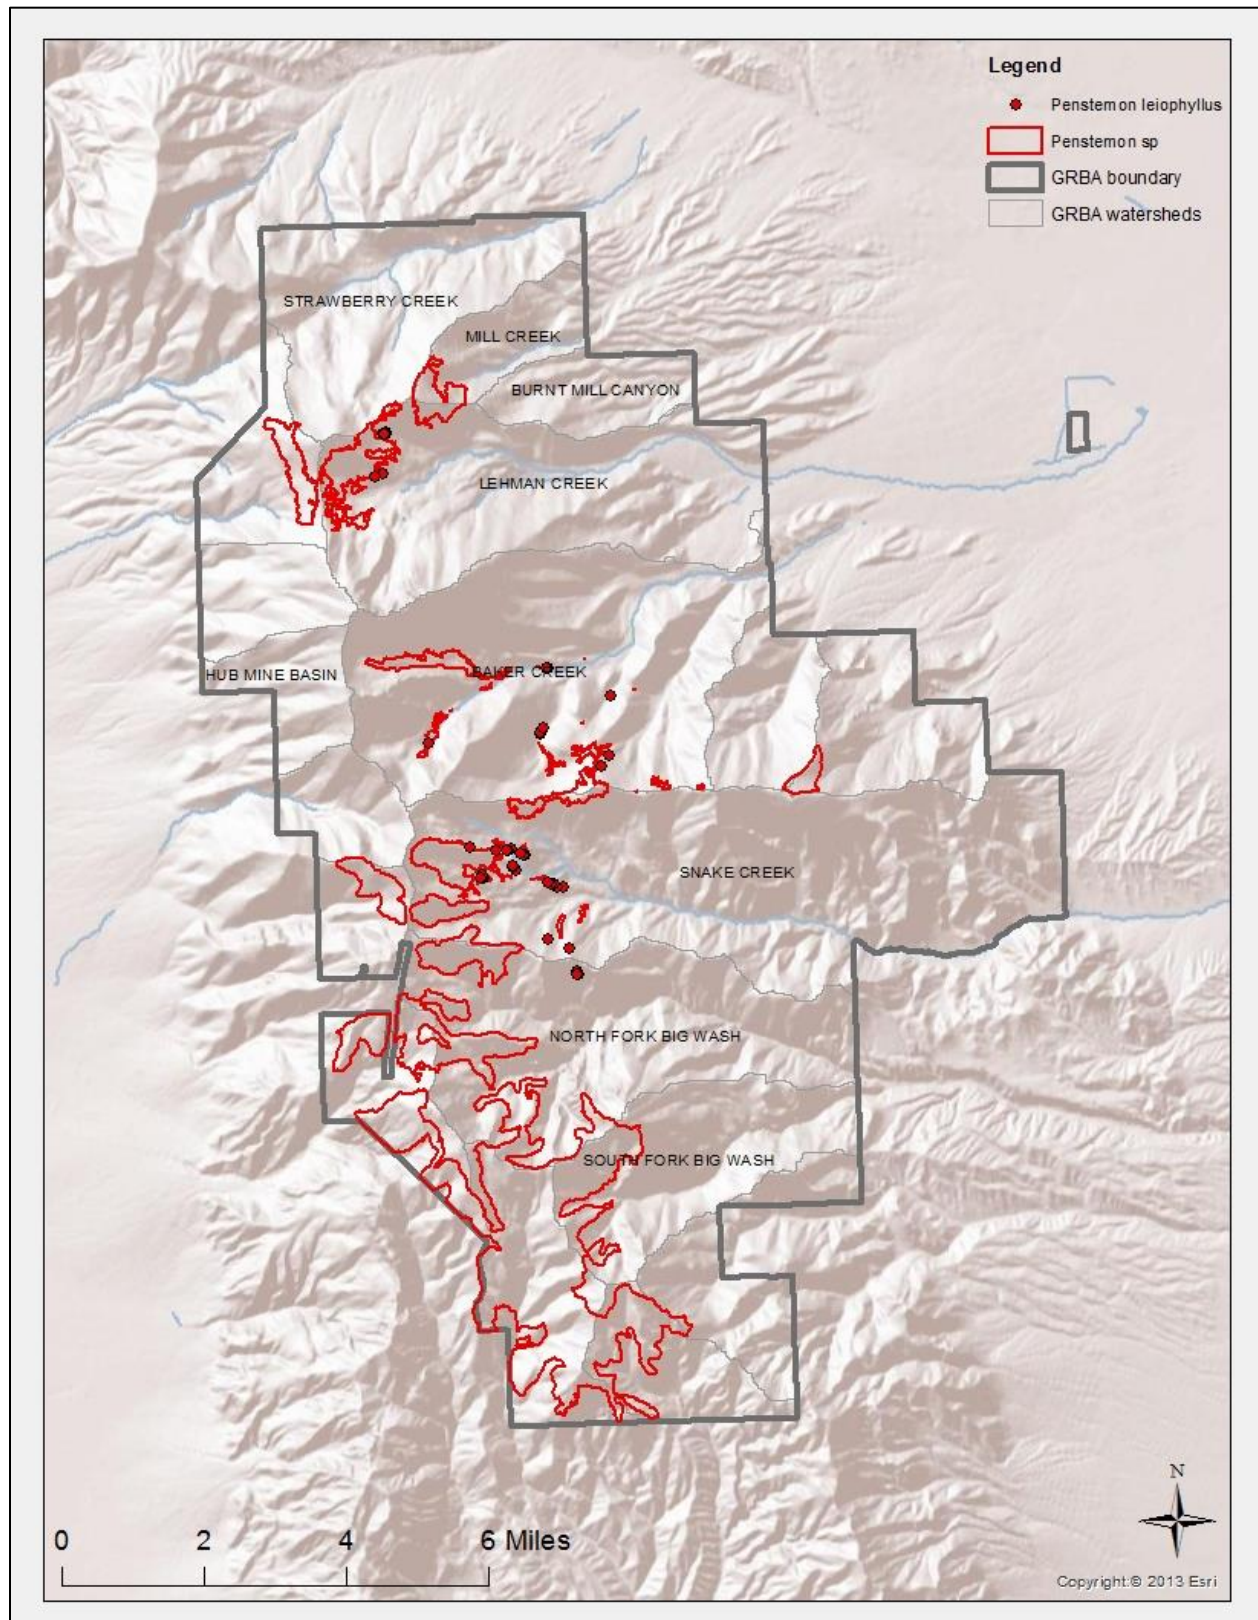 Legend
Penstemon leiophyllus
Penstemon sp
GRBA boundary
GRBA watersheds
STRAWBERRY CREEK
MILL CREEK
BURNT MILL CANYON
LEHMAN CREEK
BAKER CREEK
HUB MINE BASIN
SNAKE CREEK
NORTH FORK BIG WASH
SOUTH FORK BIG WASH
N
0 2 4 6 Miles
Copyright:© 2013 Esri